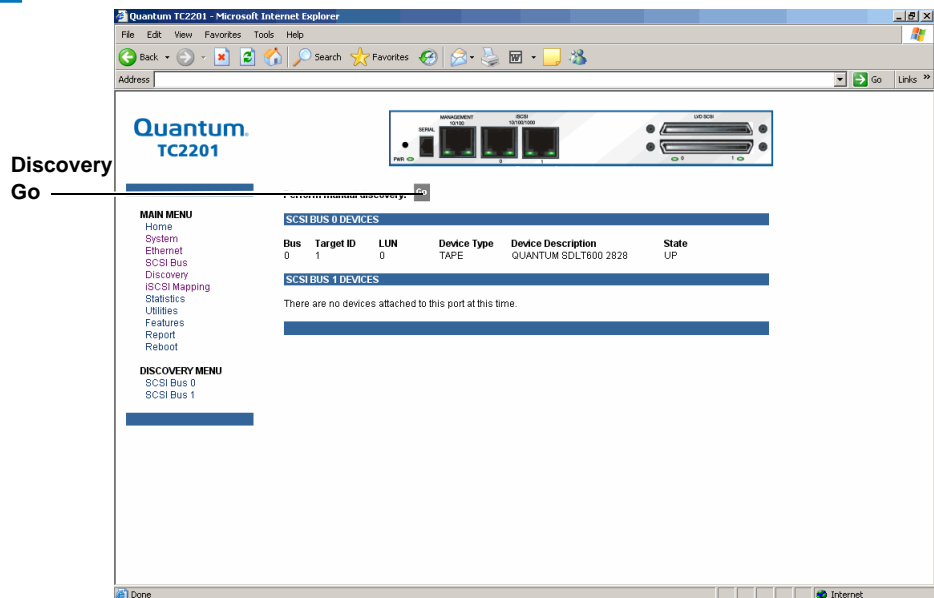 Quantum TC2201 - Microsoft Internet Explorer
File Edit View Favorites Tools Help
Back Search Favorites
Address Go Links »
Quantum.
TC2201
MANAGEMENT
10/100
iSCSI
10/100/1000
LVD SCSI
SERIAL
PWR 0 1 0 1
Discovery
Go
Perform manual discovery. Go
MAIN MENU
Home
System
Ethernet
SCSI Bus
Discovery
iSCSI Mapping
Statistics
Utilities
Features
Report
Reboot
DISCOVERY MENU
SCSI Bus 0
SCSI Bus 1
SCSI BUS 0 DEVICES
Bus Target ID LUN Device Type Device Description State
0 1 0 TAPE QUANTUM SDLT600 2828 UP
SCSI BUS 1 DEVICES
There are no devices attached to this port at this time.
Done Internet